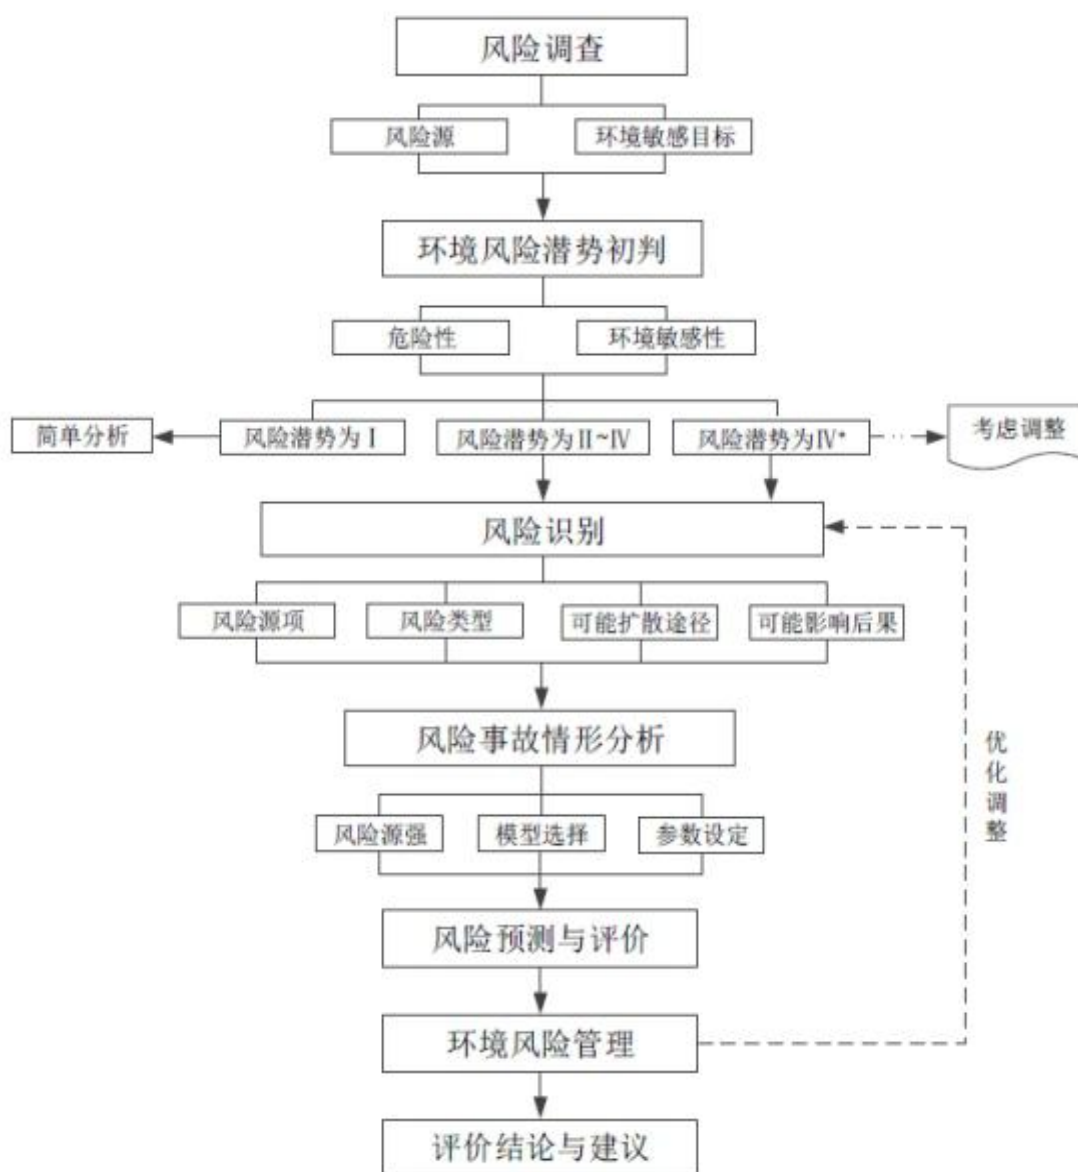 风险调查
风险源
环境敏感目标
环境风险潜势初判
危险性
环境敏感性
简单分析
风险潜势为Ⅰ
风险潜势为Ⅱ~Ⅳ
风险潜势为Ⅳ+
考虑调整
风险识别
风险源项
风险类型
可能扩散途径
可能影响后果
风险事故情形分析
优化调整
风险源强
模型选择
参数设定
风险预测与评价
环境风险管理
评价结论与建议